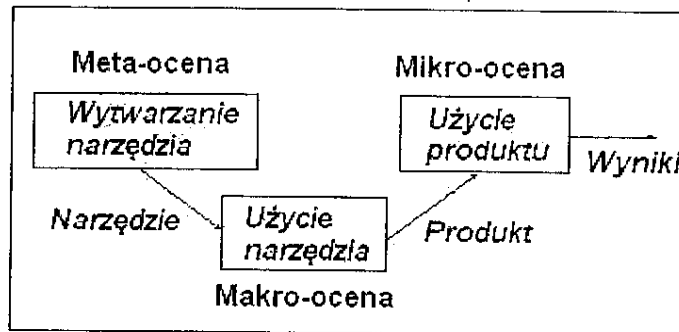 Meta-ocena
Wytwarzanie
narzędzia
Narzędzie
Użycie
narzędzia
Makro-ocena
Produkt
Mikro-ocena
Użycie
produktu
Wyniki